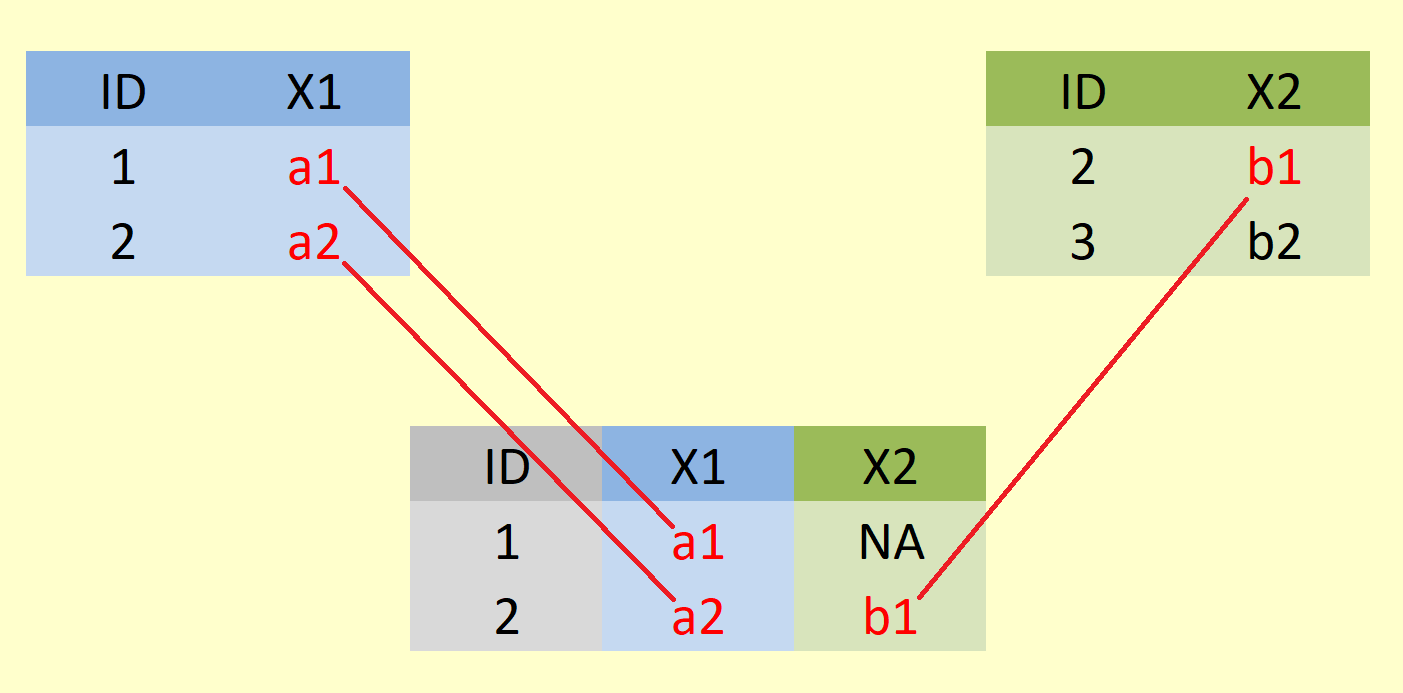 ID X1
1 a1
2 a2
ID X2
2 b1
3 b2
ID X1 X2
1 a1 NA
2 a2 b1